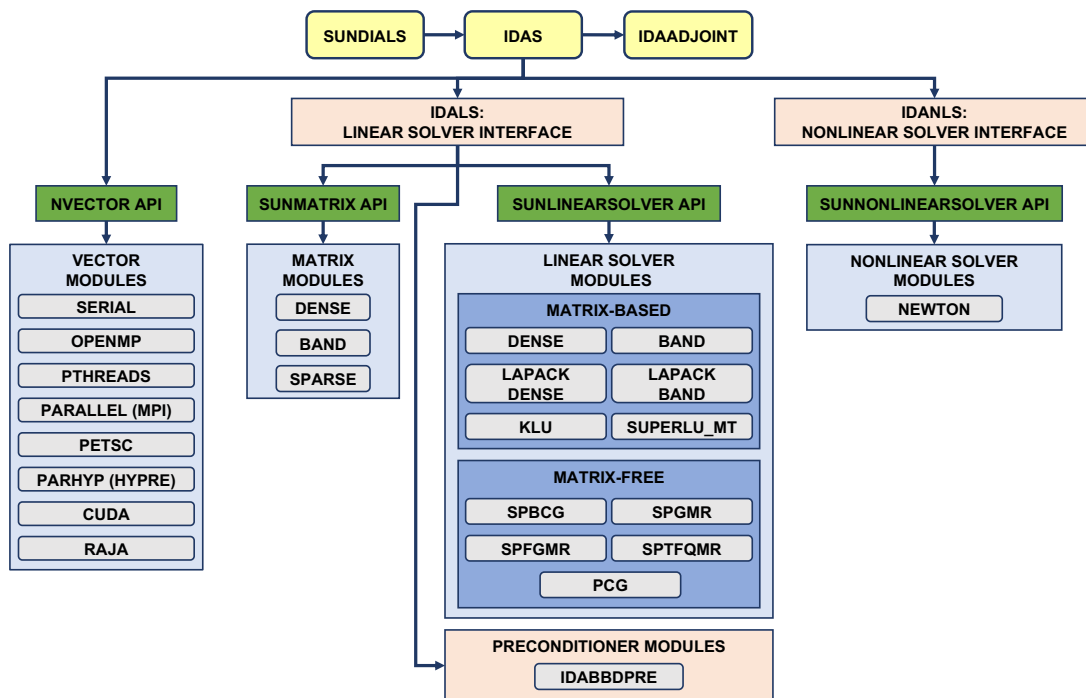 SUNDIALS
IDAS
IDAADJOINT
IDALS:
LINEAR SOLVER INTERFACE
IDANLS:
NONLINEAR SOLVER INTERFACE
NVECTOR API
SUNMATRIX API
SUNLINEARSOLVER API
SUNNONLINEARSOLVER API
VECTOR
MODULES
SERIAL
OPENMP
PTHREADS
PARALLEL (MPI)
PETSC
PARHYP (HYPRE)
CUDA
RAJA
MATRIX
MODULES
DENSE
BAND
SPARSE
LINEAR SOLVER
MODULES
MATRIX-BASED
DENSE
BAND
LAPACK
DENSE
LAPACK
BAND
KLU
SUPERLU_MT
MATRIX-FREE
SPBCG
SPGMR
SPFGMR
SPTFQMR
PCG
NONLINEAR SOLVER
MODULES
NEWTON
PRECONDITIONER MODULES
IDABBDPRE